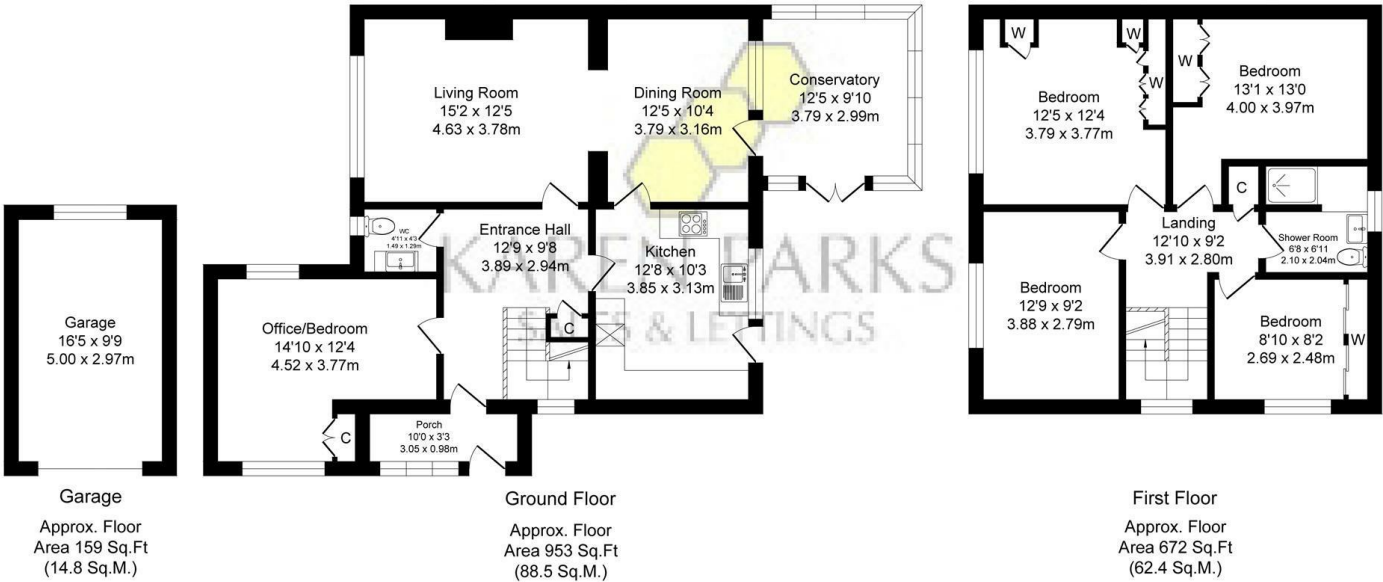 Garage
16'5 x 9'9
5.00 x 2.97m
Garage
Approx. Floor
Area 159 Sq.Ft
(14.8 Sq.M.)
Living Room
15'2 x 12'5
4.63 x 3.78m
Dining Room
12'5 x 10'4
3.79 x 3.16m
Conservatory
12'5 x 9'10
3.79 x 2.99m
WC
4'11 x 4'3
1.49 x 1.29m
Entrance Hall
12'9 x 9'8
3.89 x 2.94m
Kitchen
12'8 x 10'3
3.85 x 3.13m
KAREN PARKS
SALES & LETTINGS
C
Office/Bedroom
14'10 x 12'4
4.52 x 3.77m
C
Porch
10'0 x 3'3
3.05 x 0.98m
Ground Floor
Approx. Floor
Area 953 Sq.Ft
(88.5 Sq.M.)
W
W
W
Bedroom
12'5 x 12'4
3.79 x 3.77m
W
Bedroom
13'1 x 13'0
4.00 x 3.97m
C
Landing
12'10 x 9'2
3.91 x 2.80m
Shower Room
6'8 x 6'11
2.10 x 2.04m
Bedroom
12'9 x 9'2
3.88 x 2.79m
Bedroom
8'10 x 8'2
2.69 x 2.48m
W
First Floor
Approx. Floor
Area 672 Sq.Ft
(62.4 Sq.M.)